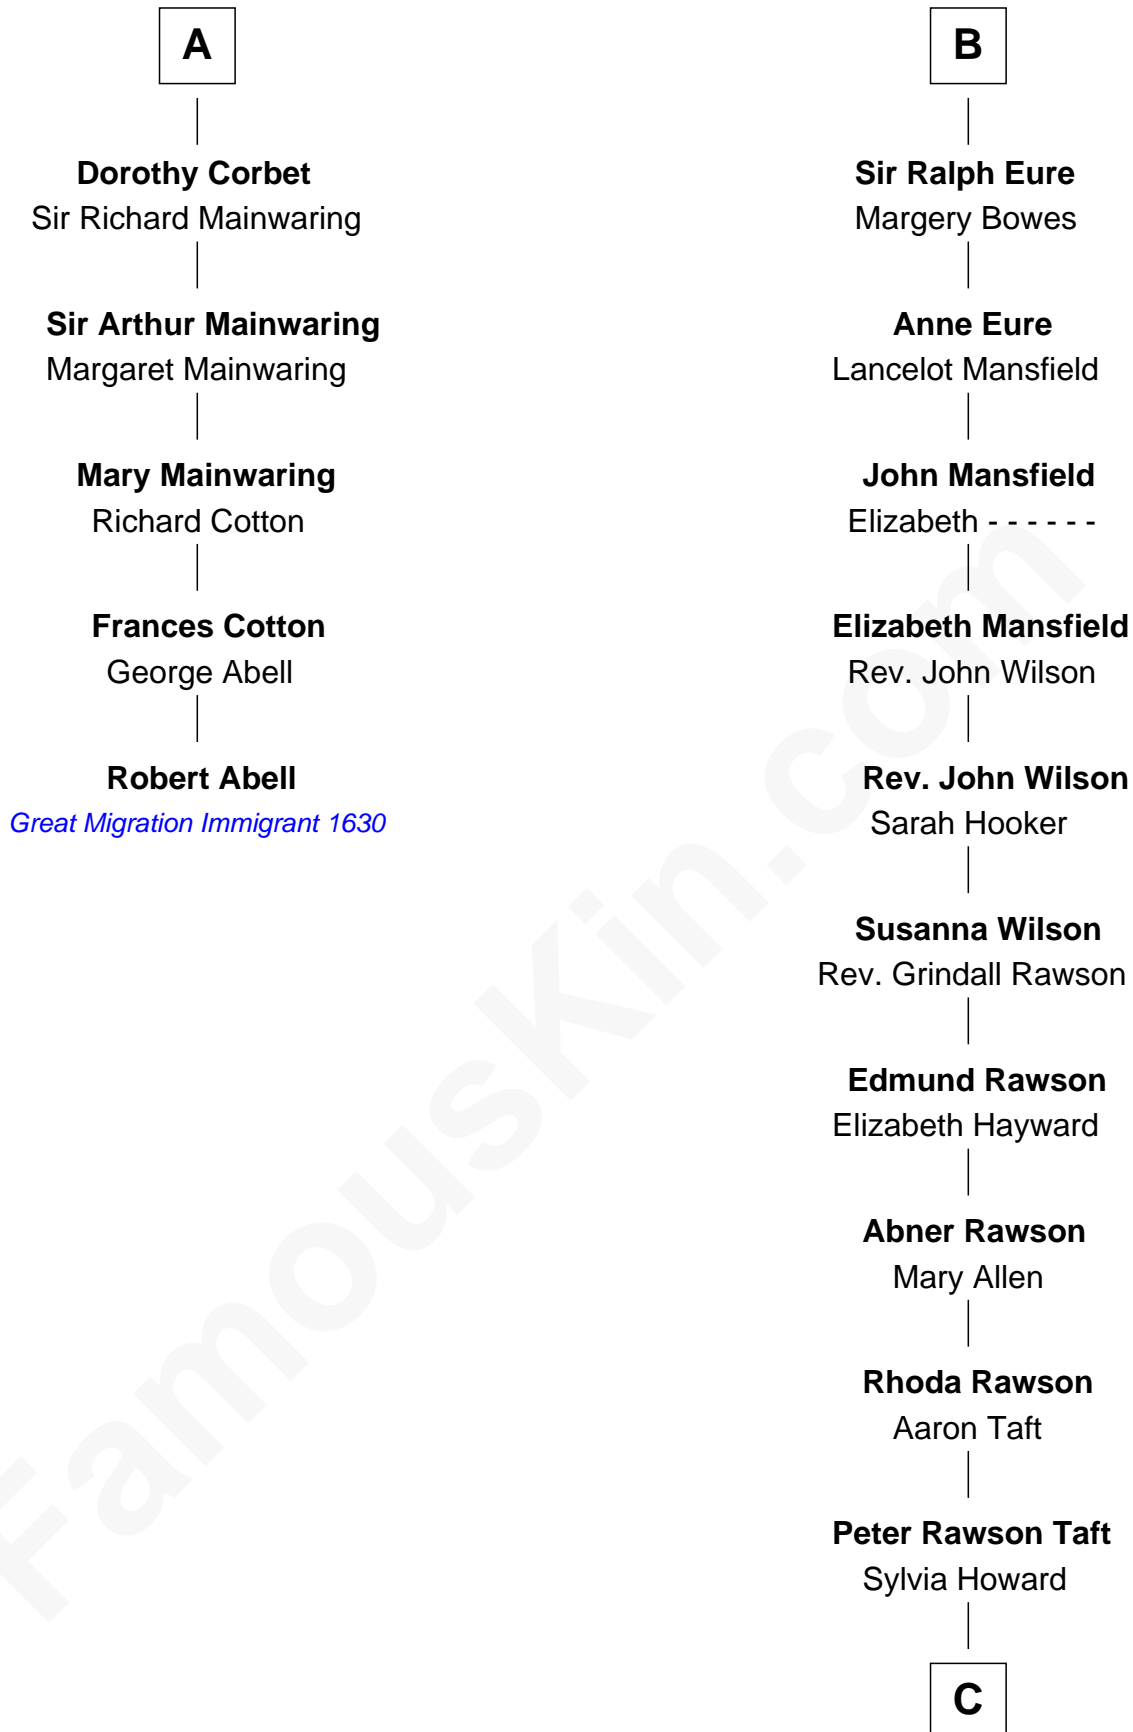 A
Dorothy Corbet
Sir Richard Mainwaring
Sir Arthur Mainwaring
Margaret Mainwaring
Mary Mainwaring
Richard Cotton
Frances Cotton
George Abell
Robert Abell
Great Migration Immigrant 1630
B
Sir Ralph Eure
Margery Bowes
Anne Eure
Lancelot Mansfield
John Mansfield
Elizabeth - - - - - -
Elizabeth Mansfield
Rev. John Wilson
Rev. John Wilson
Sarah Hooker
Susanna Wilson
Rev. Grindall Rawson
Edmund Rawson
Elizabeth Hayward
Abner Rawson
Mary Allen
Rhoda Rawson
Aaron Taft
Peter Rawson Taft
Sylvia Howard
C
FamousKin.com